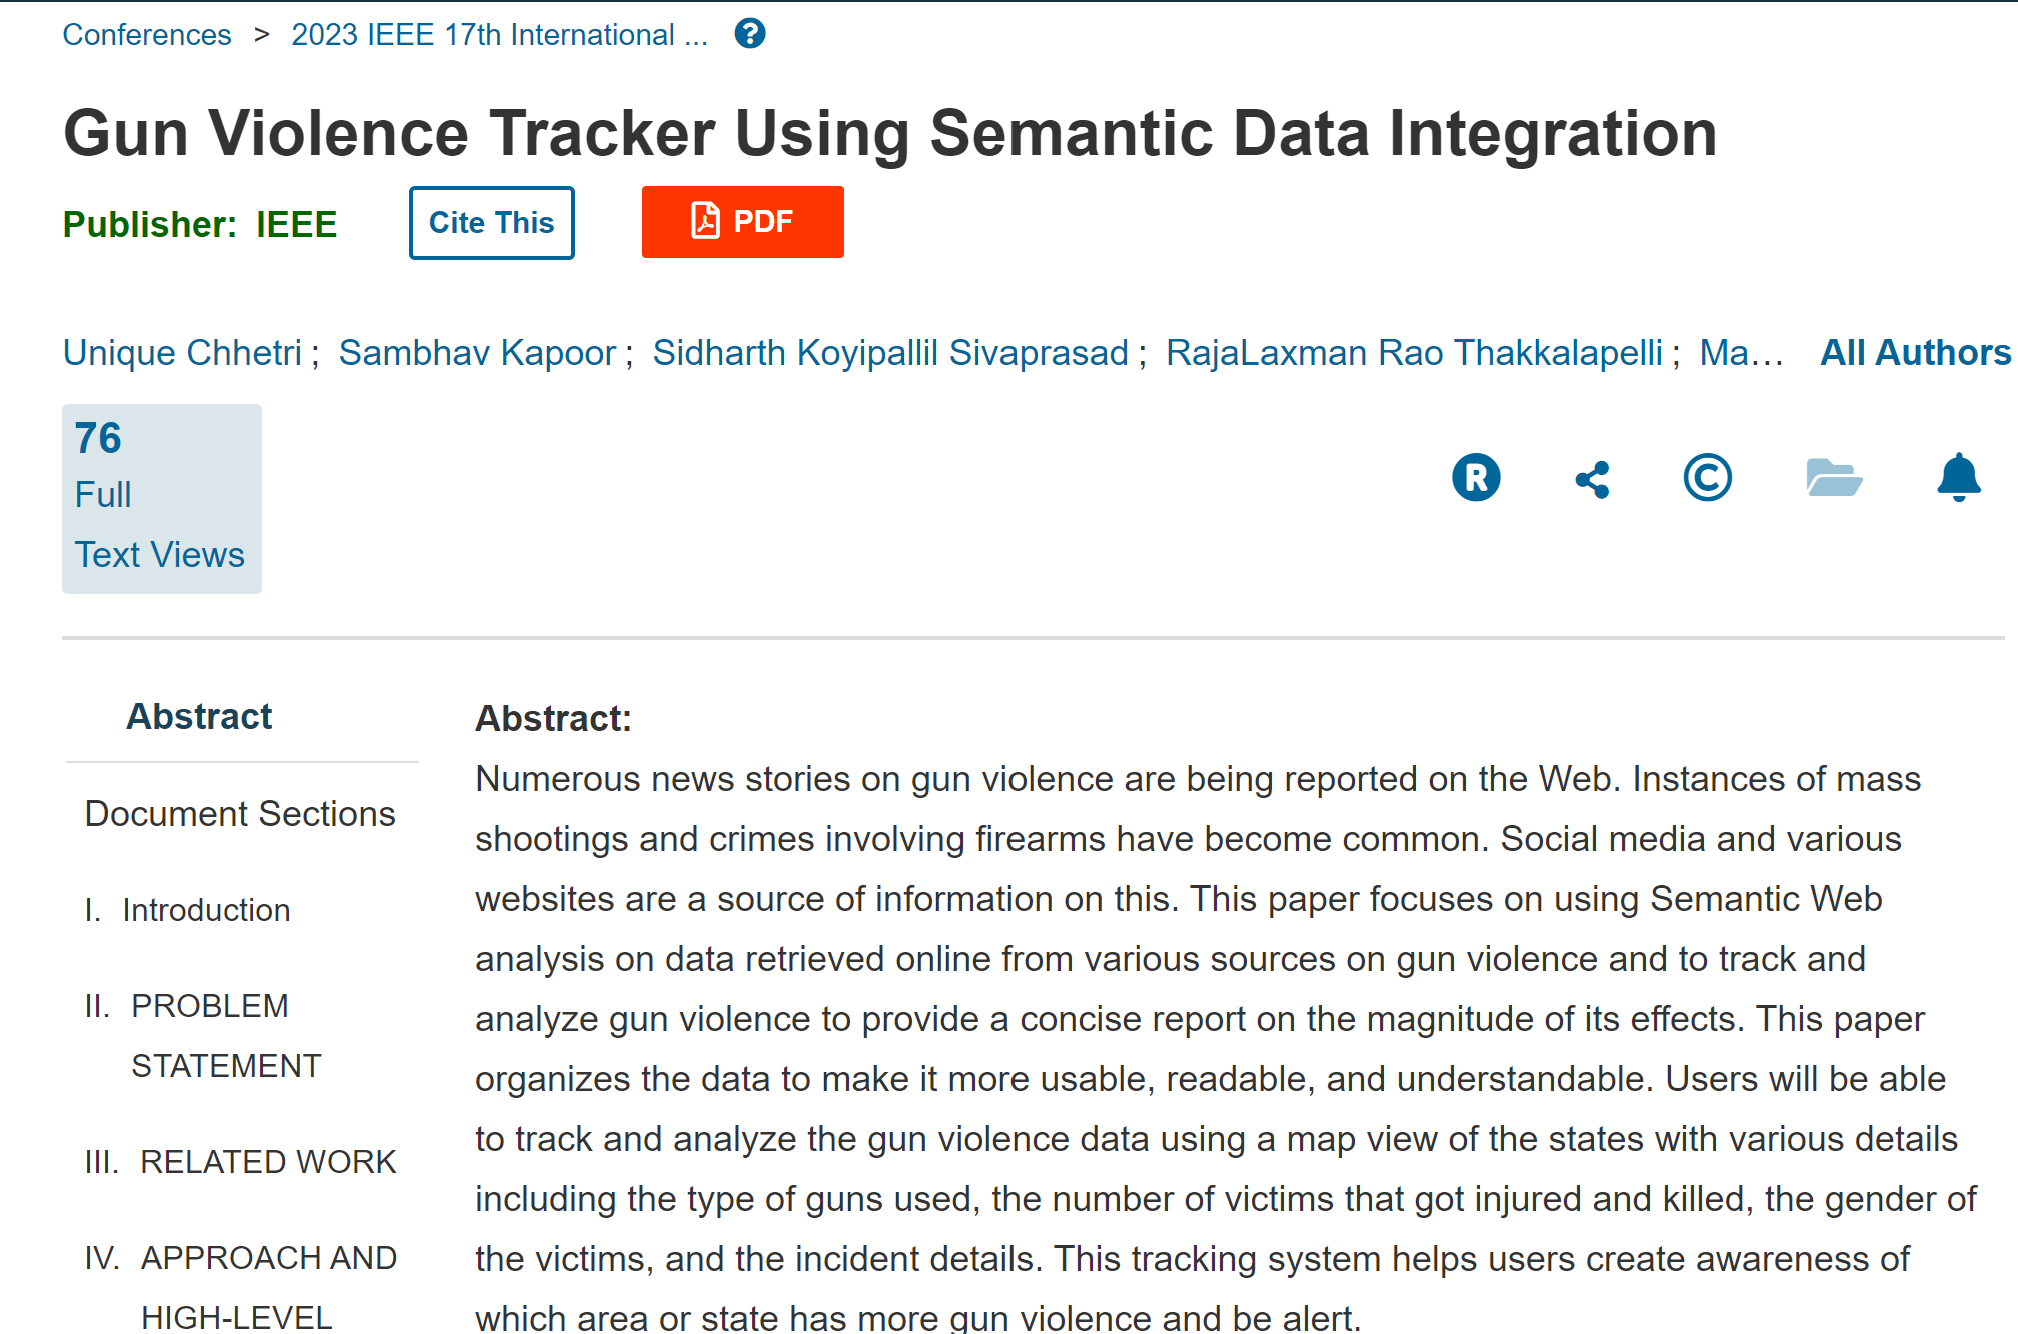 Conferences > 2023 IEEE 17th International ...
Gun Violence Tracker Using Semantic Data Integration
Publisher: IEEE
Cite This
PDF
Unique Chhetri ; Sambhav Kapoor ; Sidharth Koyipallil Sivaprasad ; RajaLaxman Rao Thakkalapelli ; Ma... All Authors
76
Full
Text Views
Abstract
Document Sections
I. Introduction
II. PROBLEM
STATEMENT
III. RELATED WORK
IV. APPROACH AND
HIGH-LEVEL
Abstract:
Numerous news stories on gun violence are being reported on the Web. Instances of mass
shootings and crimes involving firearms have become common. Social media and various
websites are a source of information on this. This paper focuses on using Semantic Web
analysis on data retrieved online from various sources on gun violence and to track and
analyze gun violence to provide a concise report on the magnitude of its effects. This paper
organizes the data to make it more usable, readable, and understandable. Users will be able
to track and analyze the gun violence data using a map view of the states with various details
including the type of guns used, the number of victims that got injured and killed, the gender of
the victims, and the incident details. This tracking system helps users create awareness of
which area or state has more gun violence and be alert.